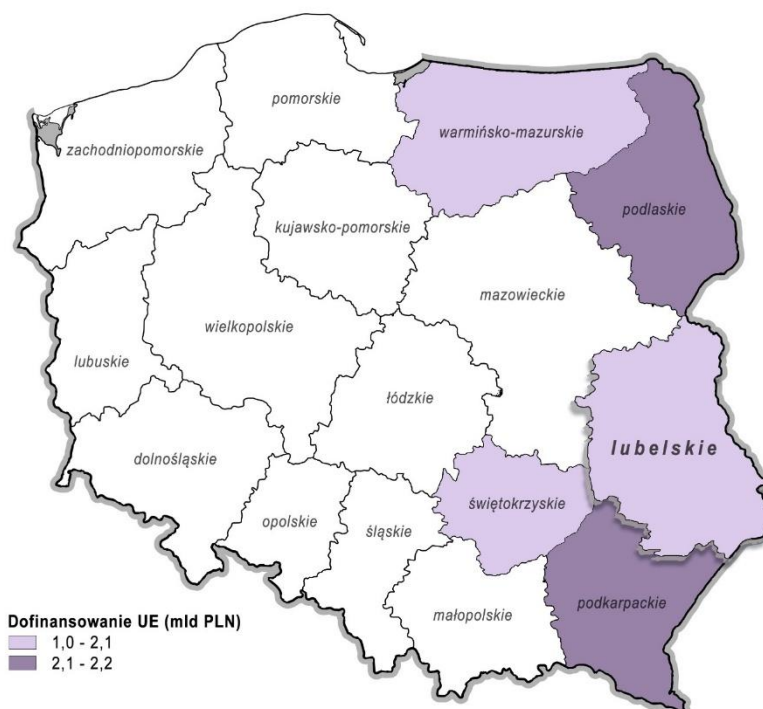 pomorskie
warmińsko-mazurskie
zachodniopomorskie
podlaskie
kujawsko-pomorskie
mazowieckie
wielkopolskie
lubuskie
łódzkie
lubelskie
dolnośląskie
świętokrzyskie
opolskie
śląskie
podkarpackie
małopolskie
Dofinansowanie UE (mld PLN)
1,0 - 2,1
2,1 - 2,2